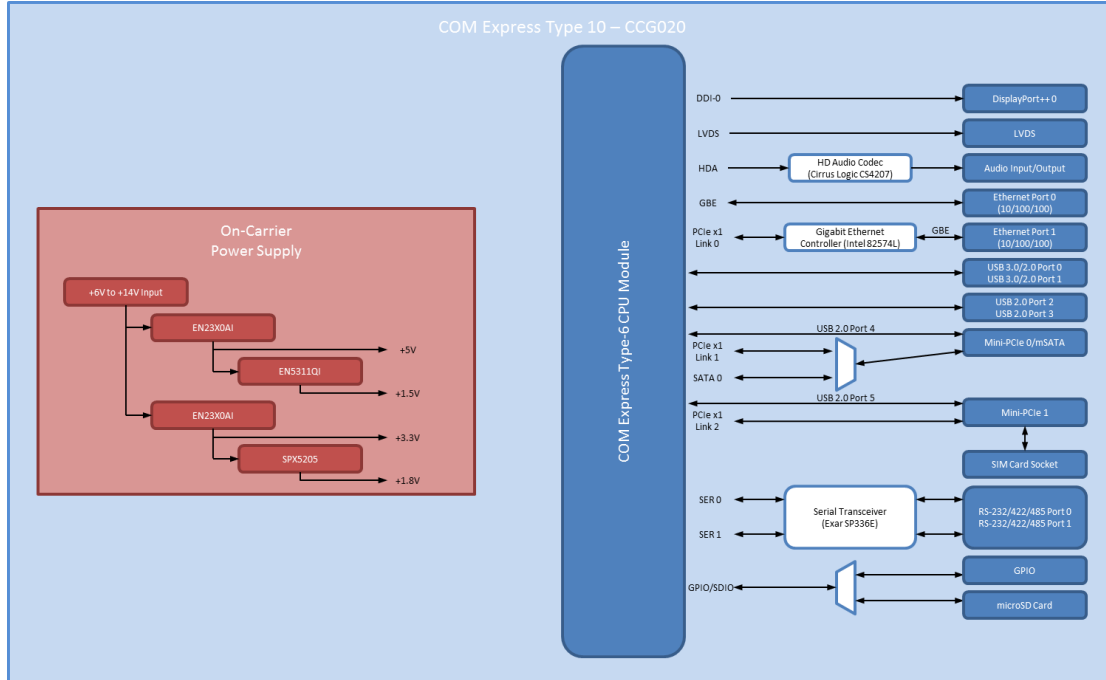 COM Express Type 10 – CCG020
On-Carrier
Power Supply
+6V to +14V Input
EN23X0AI
+5V
EN5311QI
+1.5V
EN23X0AI
+3.3V
SPX5205
+1.8V
COM Express Type-6 CPU Module
DDI-0
DisplayPort++ 0
LVDS
LVDS
HDA
HD Audio Codec
(Cirrus Logic CS4207)
Audio Input/Output
GBE
Ethernet Port 0
(10/100/100)
PCIe x1
Link 0
Gigabit Ethernet
Controller (Intel 82574L)
GBE
Ethernet Port 1
(10/100/100)
USB 3.0/2.0 Port 0
USB 3.0/2.0 Port 1
USB 2.0 Port 2
USB 2.0 Port 3
USB 2.0 Port 4
PCIe x1
Link 1
Mini-PCIe 0/mSATA
SATA 0
USB 2.0 Port 5
PCIe x1
Link 2
Mini-PCIe 1
SIM Card Socket
SER 0
SER 1
Serial Transceiver
(Exar SP336E)
RS-232/422/485 Port 0
RS-232/422/485 Port 1
GPIO/SDIO
GPIO
microSD Card